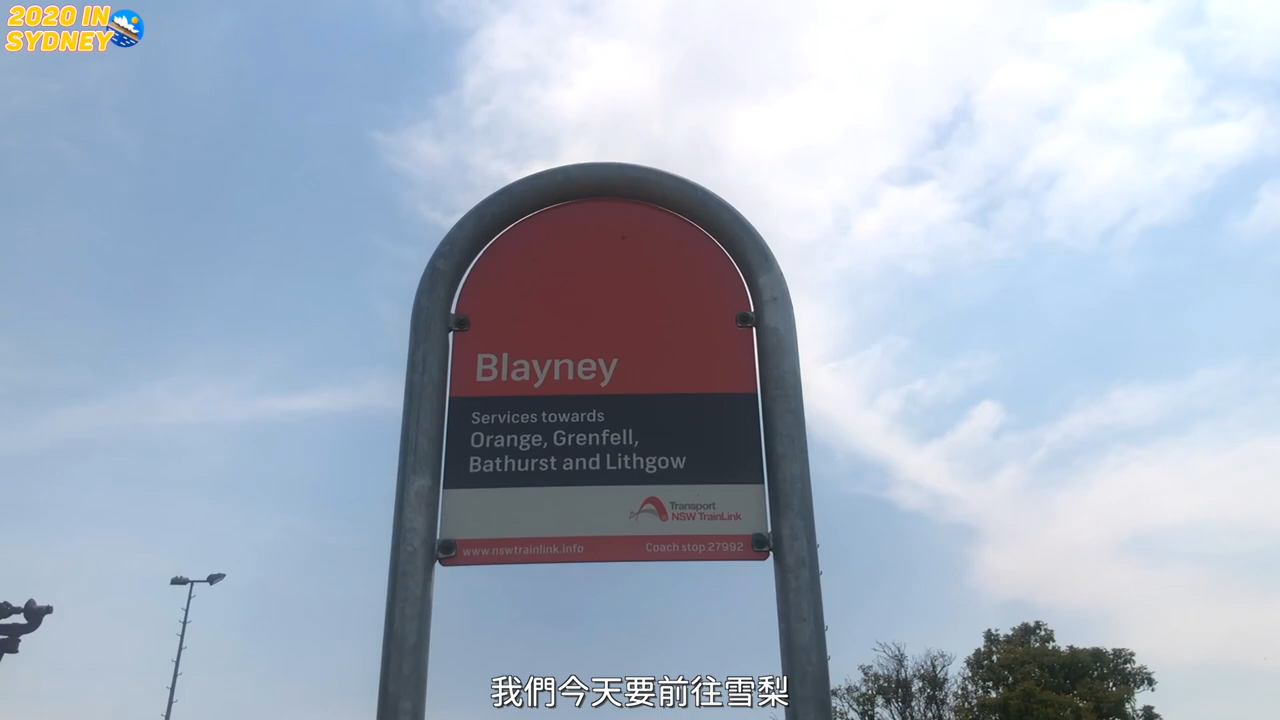 2020 IN
SYDNEY
Blayney
Services towards
Orange, Grenfell,
Bathurst and Lithgow
Transport
NSW TrainLink
www.nswtrainlink.info
Coach stop 27992
我們今天要前往雪梨